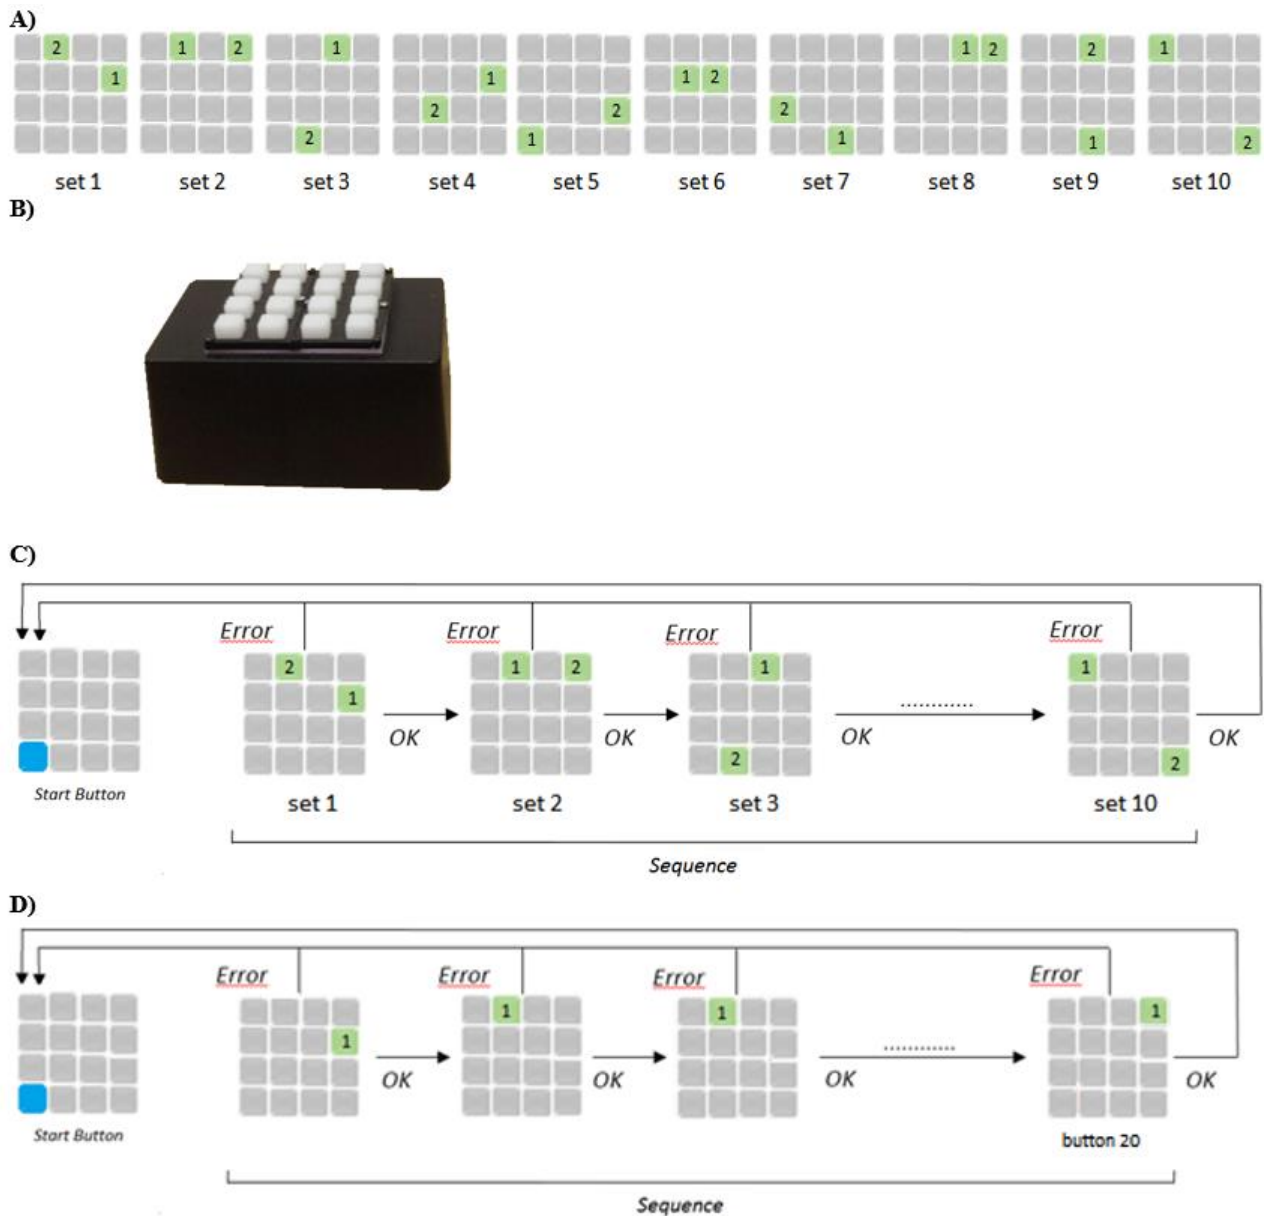 A)
2 1 2 1 1 2 2 1
1 1 1 2
2 2 2
2 1 1 1 2
set 1 set 2 set 3 set 4 set 5 set 6 set 7 set 8 set 9 set 10
B)
C)
Error Error Error Error
2 1 2 1 1
1
............
OK OK OK OK
2 2
Start Button
set 1 set 2 set 3 set 10
Sequence
D)
Error Error Error Error
1 1 1
1
............
OK OK OK OK
Start Button
button 20
Sequence